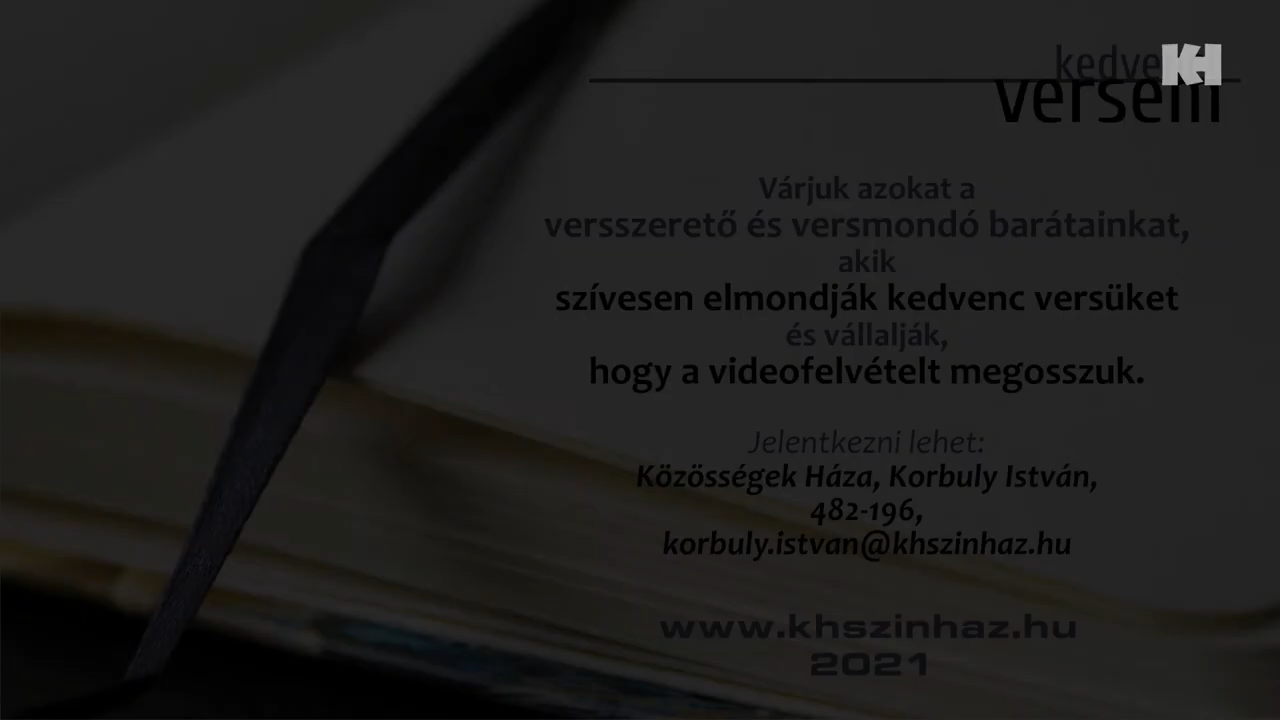 kedve
KH
versem
Várjuk azokat a
versszerető és versmondó barátainkat,
akik
szívesen elmondják kedvenc versüket
és vállalják,
hogy a videofelvételt megosszuk.
Jelentkezni lehet:
Közösségek Háza, Korbuly István,
482-196,
korbuly.istvan@khszinhaz.hu
www.khszinhaz.hu
2021